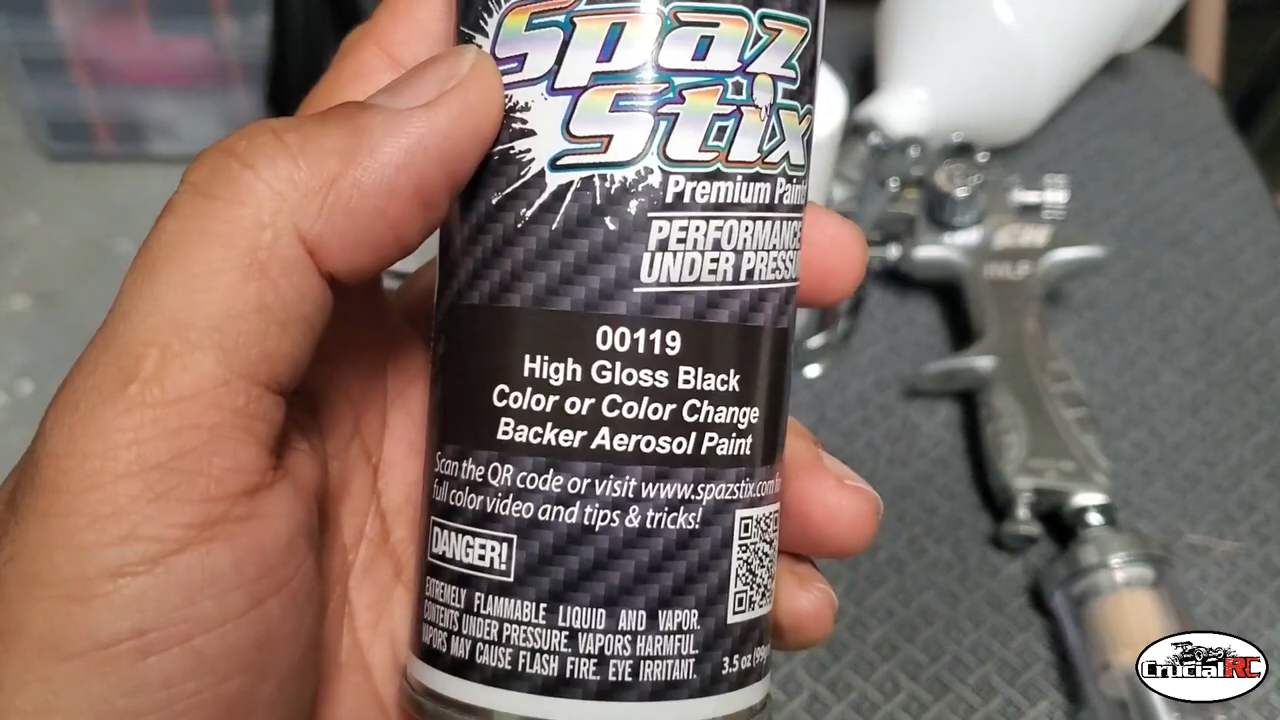 Spaz
Stix
Premium Paint
PERFORMANCE
UNDER
00119
High Gloss Black
Color or Color Change
Backer Aerosol Paint
Scan the QR code or visit www.spazstix.com
full color video and tips & tricks!
DANGER!
EXTREMELY FLAMMABLE LIQUID AND VAPOR.
CONTENTS UNDER PRESSURE. VAPORS HARMFUL.
VAPORS MAY CAUSE FLASH FIRE. EYE IRRITANT.
3.5 oz
HVLP
CrucialRC